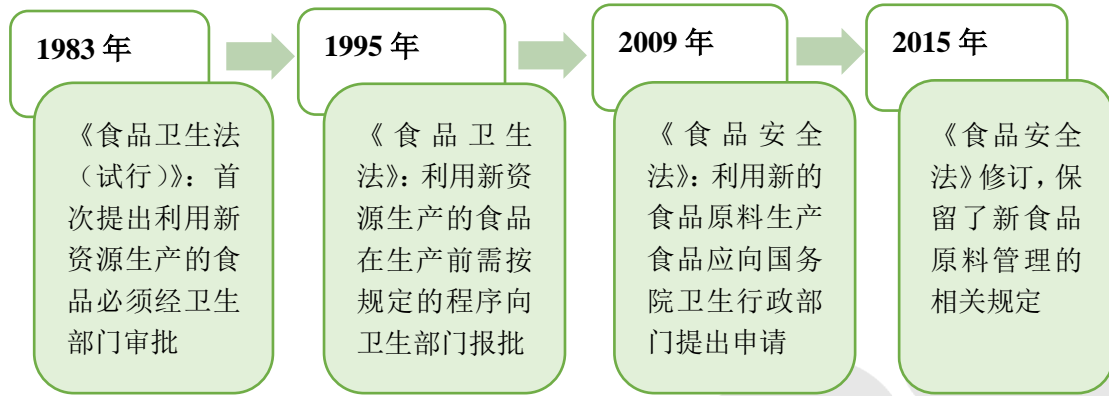 1983 年
《食品卫生法
（试行）》：首
次提出利用新
资源生产的食
品必须经卫生
部门审批
1995 年
《食品卫生
法》：利用新资
源生产的食品
在生产前需按
规定的程序向
卫生部门报批
2009 年
《食品安全
法》：利用新的
食品原料生产
食品应向国务
院卫生行政部
门提出申请
2015 年
《食品安全
法》修订，保
留了新食品
原料管理的
相关规定